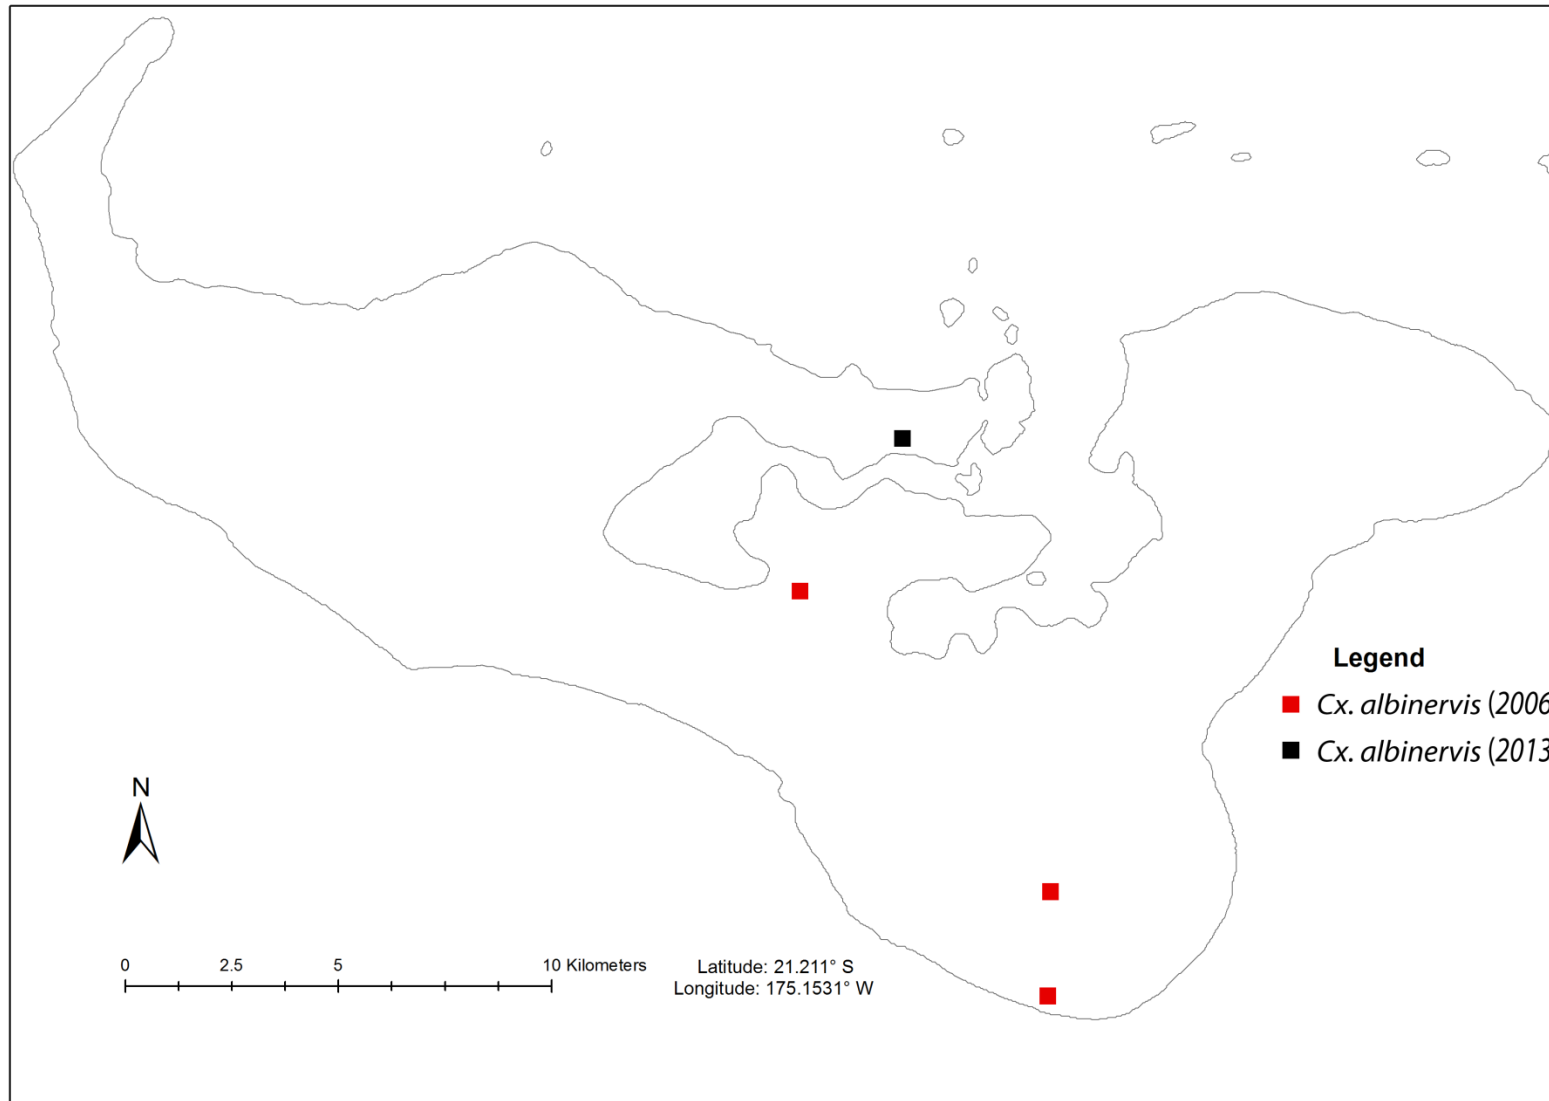 Legend
Cx. albinervis (2006
Cx. albinervis (2013
N
0 2.5 5 10 Kilometers
Latitude: 21.211° S
Longitude: 175.1531° W